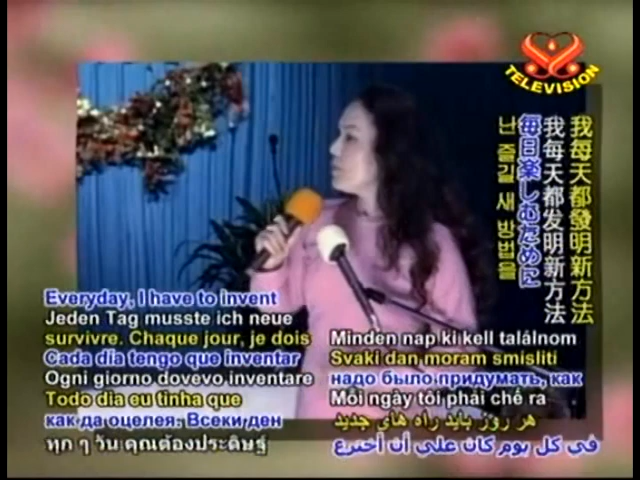 TELEVISION
我每天都發明新方法
我每天都发明新方法
毎日楽しむために
난 즐길 새 방법을
Everyday, I have to invent
Jeden Tag musste ich neue
survivre. Chaque jour, je dois
Cada día tengo que inventar
Ogni giorno dovevo inventare
Todo dia eu tinha que
как да оцелея. Всеки ден
ทุก ๆ วัน คุณต้องประดิษฐ์
Minden nap ki kell találnom
Svaki dan moram smisliti
надо было придумать, как
Mỗi ngày tôi phải chế ra
هر روز باید راه های جدید
في كل يوم كان علي أن أخترع